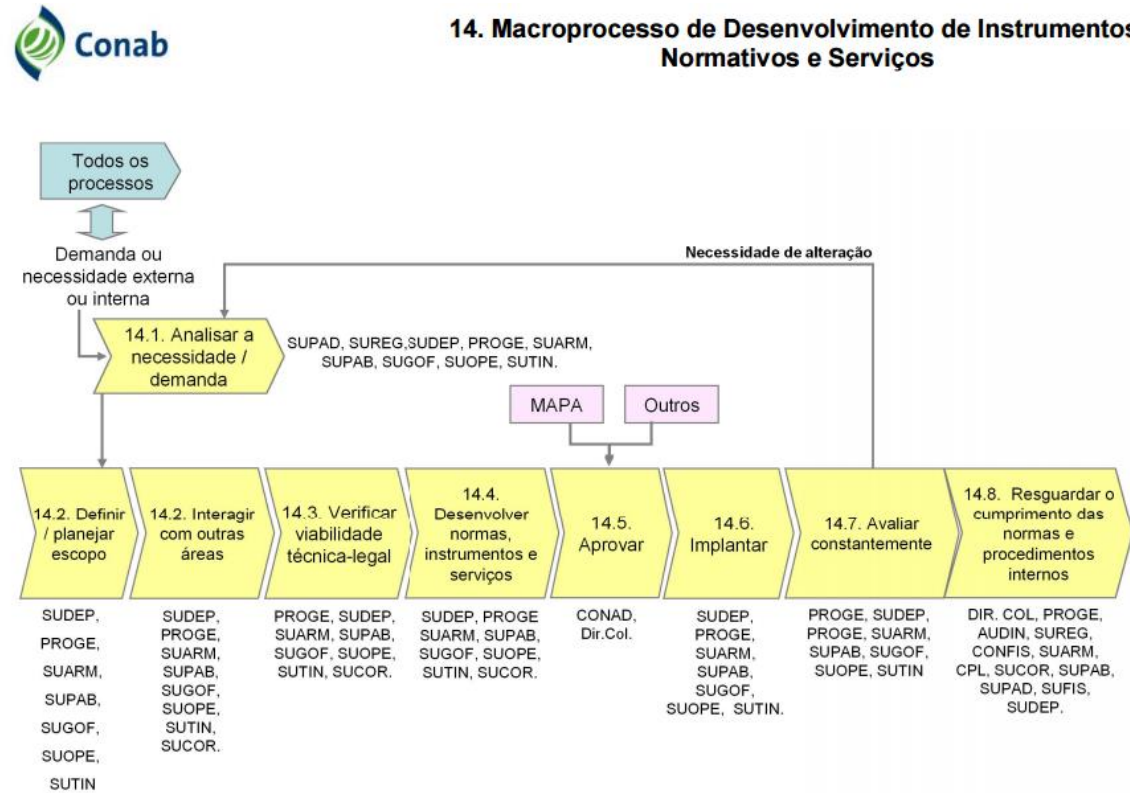 Conab
14. Macroprocesso de Desenvolvimento de Instrumentos
Normativos e Serviços
Todos os
processos
Demanda ou
necessidade externa
ou interna
Necessidade de alteração
14.1. Analisar a
necessidade /
demanda
SUPAD, SUREG,SUDEP, PROGE, SUARM,
SUPAB, SUGOF, SUOPE, SUTIN.
MAPA
Outros
14.2. Definir
/ planejar
escopo
14.2. Interagir
com outras
áreas
14.3. Verificar
viabilidade
técnica-legal
14.4.
Desenvolver
normas,
instrumentos e
serviços
14.5.
Aprovar
14.6.
Implantar
14.7. Avaliar
constantemente
14.8. Resguardar o
cumprimento das
normas e
procedimentos
internos
SUDEP,
PROGE,
SUARM,
SUPAB,
SUGOF,
SUOPE,
SUTIN
SUDEP,
PROGE,
SUARM,
SUPAB,
SUGOF,
SUOPE,
SUTIN,
SUCOR.
PROGE, SUDEP,
SUARM, SUPAB,
SUGOF, SUOPE,
SUTIN, SUCOR.
SUDEP, PROGE
SUARM, SUPAB,
SUGOF, SUOPE,
SUTIN, SUCOR.
CONAD,
Dir.Col.
SUDEP,
PROGE,
SUARM,
SUPAB,
SUGOF,
SUOPE, SUTIN.
PROGE, SUDEP,
PROGE, SUARM,
SUPAB, SUGOF,
SUOPE, SUTIN
DIR. COL, PROGE,
AUDIN, SUREG,
CONFIS, SUARM,
CPL, SUCOR, SUPAB,
SUPAD, SUFIS,
SUDEP.